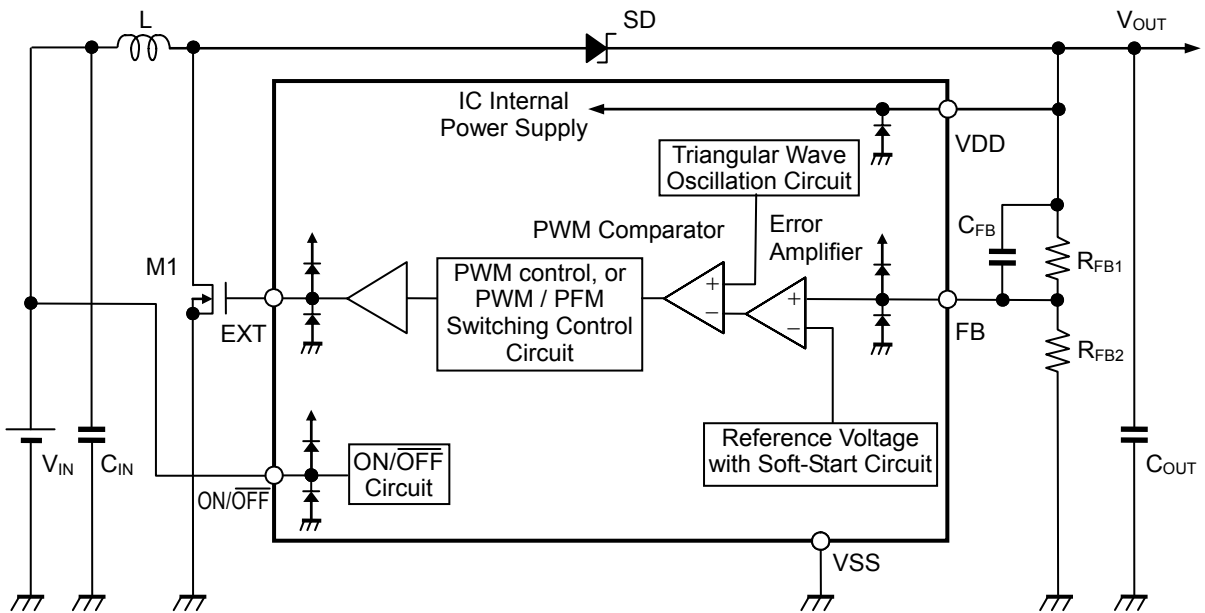 L
SD
VOUT
IC Internal
Power Supply
VDD
Triangular Wave
Oscillation Circuit
CFB
PWM Comparator
Error
Amplifier
RFB1
M1
PWM control, or
PWM / PFM
Switching Control
Circuit
+
−
+
−
EXT
FB
RFB2
Reference Voltage
with Soft-Start Circuit
VIN
CIN
ON/OFF
Circuit
COUT
ON/OFF
VSS